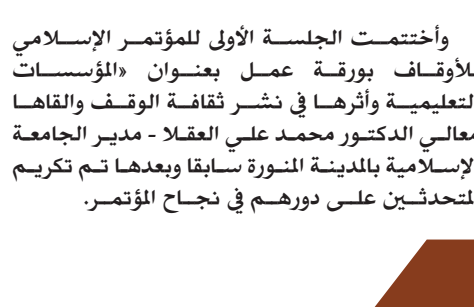 وأختتمت الجلسة الأولى للمؤتمر الإسلامي
للأوقاف بورقة عمل بعنوان «المؤسسات
التعليمية وأثرها في نشر ثقافة الوقف والقاها
معالي الدكتور محمد علي العقلا - مدير الجامعة
الإسلامية بالمدينة المنورة سابقا وبعدها تم تكريم
المتحدثين على دورهم في نجاح المؤتمر.